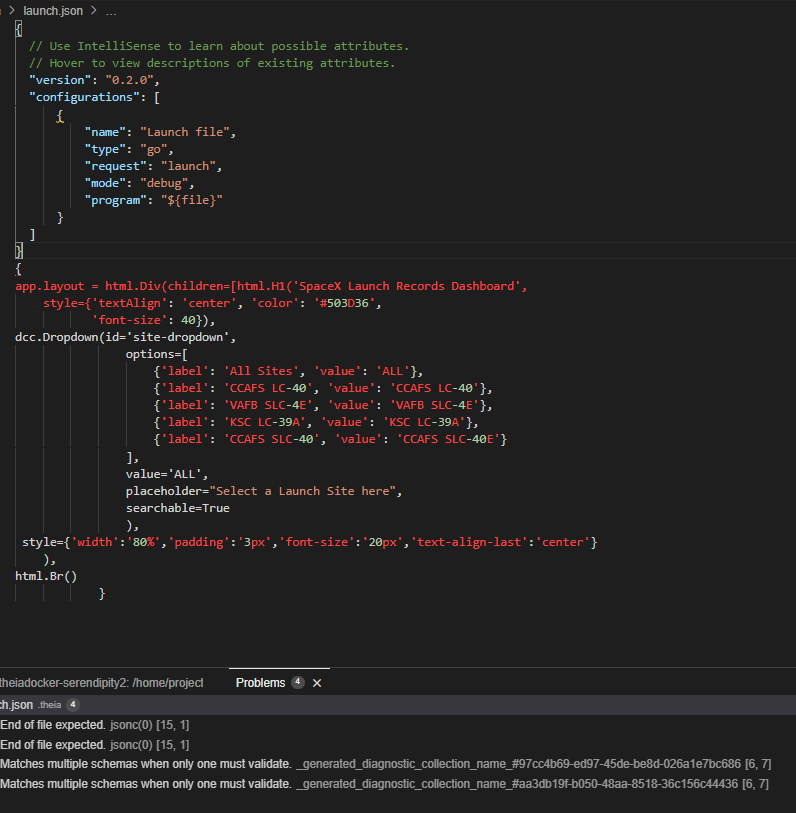 launch.json > ...
{
// Use IntelliSense to learn about possible attributes.
// Hover to view descriptions of existing attributes.
"version": "0.2.0",
"configurations": [
{
"name": "Launch file",
"type": "go",
"request": "launch",
"mode": "debug",
"program": "${file}"
}
]
}
{
app.layout = html.Div(children=[html.H1('SpaceX Launch Records Dashboard',
style={'textAlign': 'center', 'color': '#503D36',
'font-size': 40}),
dcc.Dropdown(id='site-dropdown',
options=[
{'label': 'All Sites', 'value': 'ALL'},
{'label': 'CCAFS LC-40', 'value': 'CCAFS LC-40'},
{'label': 'VAFB SLC-4E', 'value': 'VAFB SLC-4E'},
{'label': 'KSC LC-39A', 'value': 'KSC LC-39A'},
{'label': 'CCAFS SLC-40', 'value': 'CCAFS SLC-40E'}
],
value='ALL',
placeholder="Select a Launch Site here",
searchable=True
),
style={'width':'80%','padding':'3px','font-size':'20px','text-align-last':'center'}
),
html.Br()
}
theiadocker-serendipity2: /home/project Problems 4 ×
ch.json .theia 4
End of file expected. jsonc(0) [15, 1]
End of file expected. jsonc(0) [15, 1]
Matches multiple schemas when only one must validate. _generated_diagnostic_collection_name_#97cc4b69-ed97-45de-be8d-026a1e7bc686 [6, 7]
Matches multiple schemas when only one must validate. _generated_diagnostic_collection_name_#aa3db19f-b050-48aa-8518-36c156c44436 [6, 7]